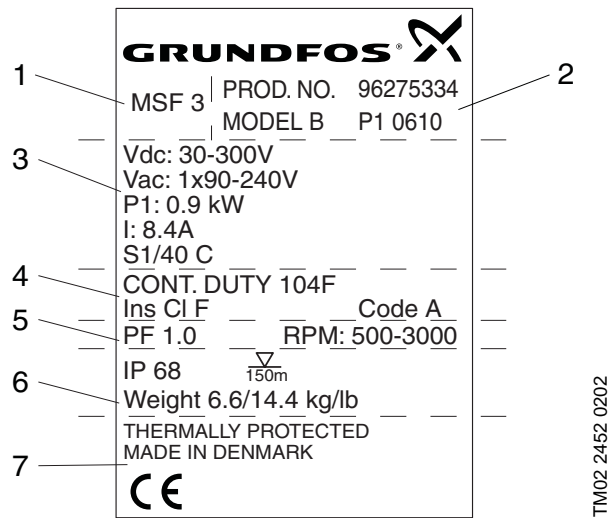 GRUNDFOS
1
MSF 3
PROD. NO. 96275334
MODEL B P1 0610
2
3
Vdc: 30-300V
Vac: 1x90-240V
P1: 0.9 kW
I: 8.4A
S1/40 C
4
CONT. DUTY 104F
Ins Cl F Code A
5
PF 1.0 RPM: 500-3000
IP 68 150m
6
Weight 6.6/14.4 kg/lb
THERMALLY PROTECTED
MADE IN DENMARK
7
CE
TM02 2452 0202